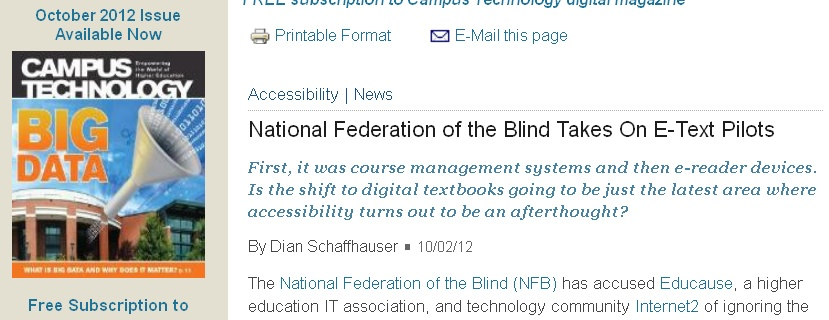 October 2012 Issue
Available Now
CAMPUS
Empowering
the World of
Higher Education
TECHNOLOGY
BIG
DATA
WHAT IS BIG DATA AND WHY DOES IT MATTER?
Free Subscription to
FREE subscription to Campus Technology digital magazine
Printable Format E-Mail this page
Accessibility | News
National Federation of the Blind Takes On E-Text Pilots
First, it was course management systems and then e-reader devices.
Is the shift to digital textbooks going to be just the latest area where
accessibility turns out to be an afterthought?
By Dian Schaffhauser ■ 10/02/12
The National Federation of the Blind (NFB) has accused Educause, a higher
education IT association, and technology community Internet2 of ignoring the